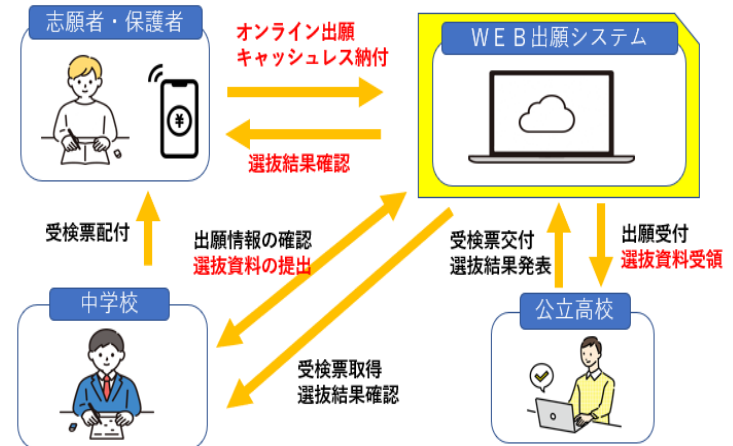 志願者・保護者
オンライン出願
キャッシュレス納付
WEB出願システム
¥
選抜結果確認
受検票配付
出願情報の確認
選抜資料の提出
受検票交付
選抜結果発表
出願受付
選抜資料受領
中学校
公立高校
受検票取得
選抜結果確認